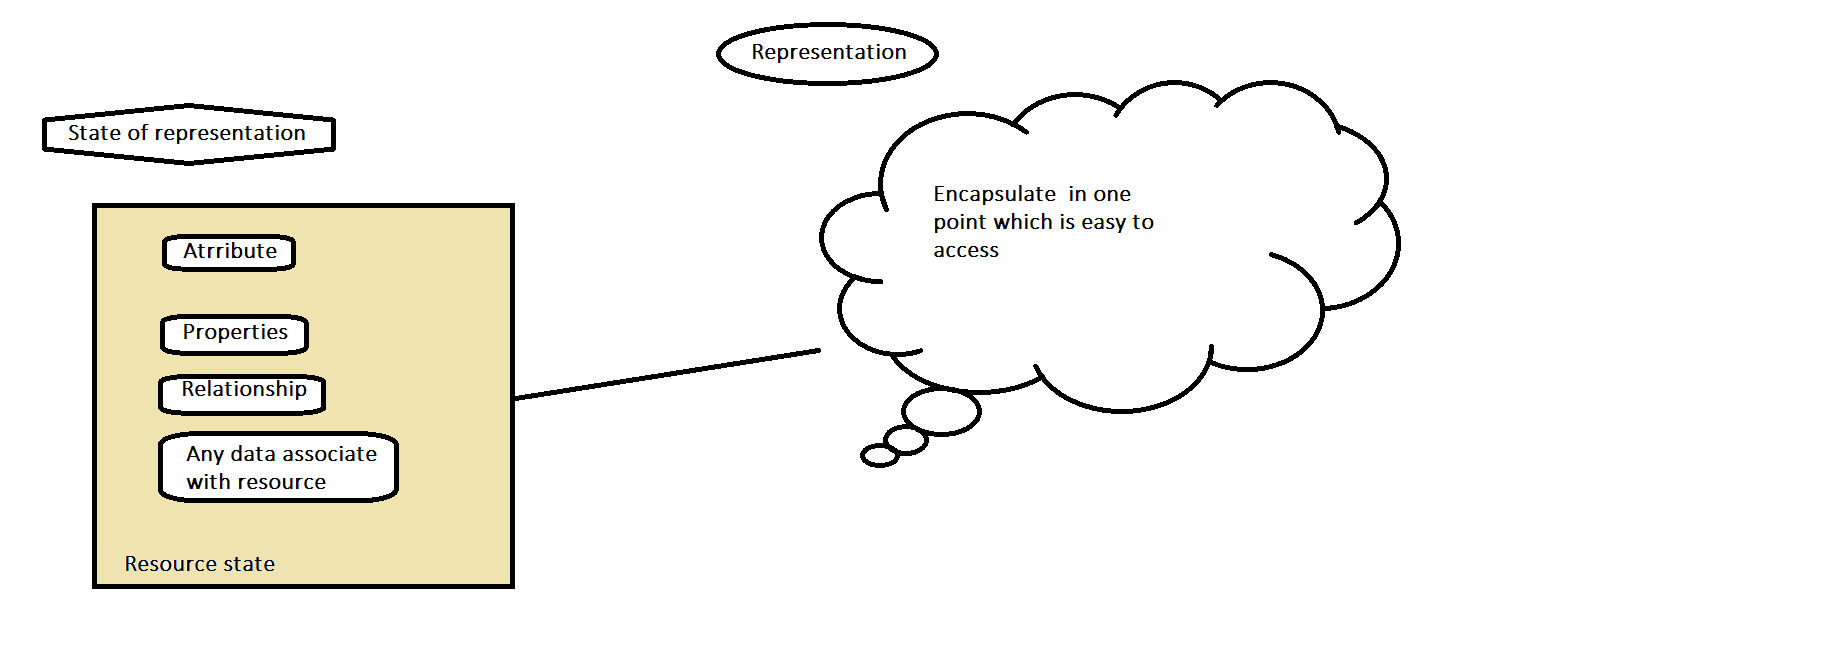 Representation
State of representation
Atrribute
Properties
Relationship
Any data associate
with resource
Resource state
Encapsulate  in one
point which is easy to
access